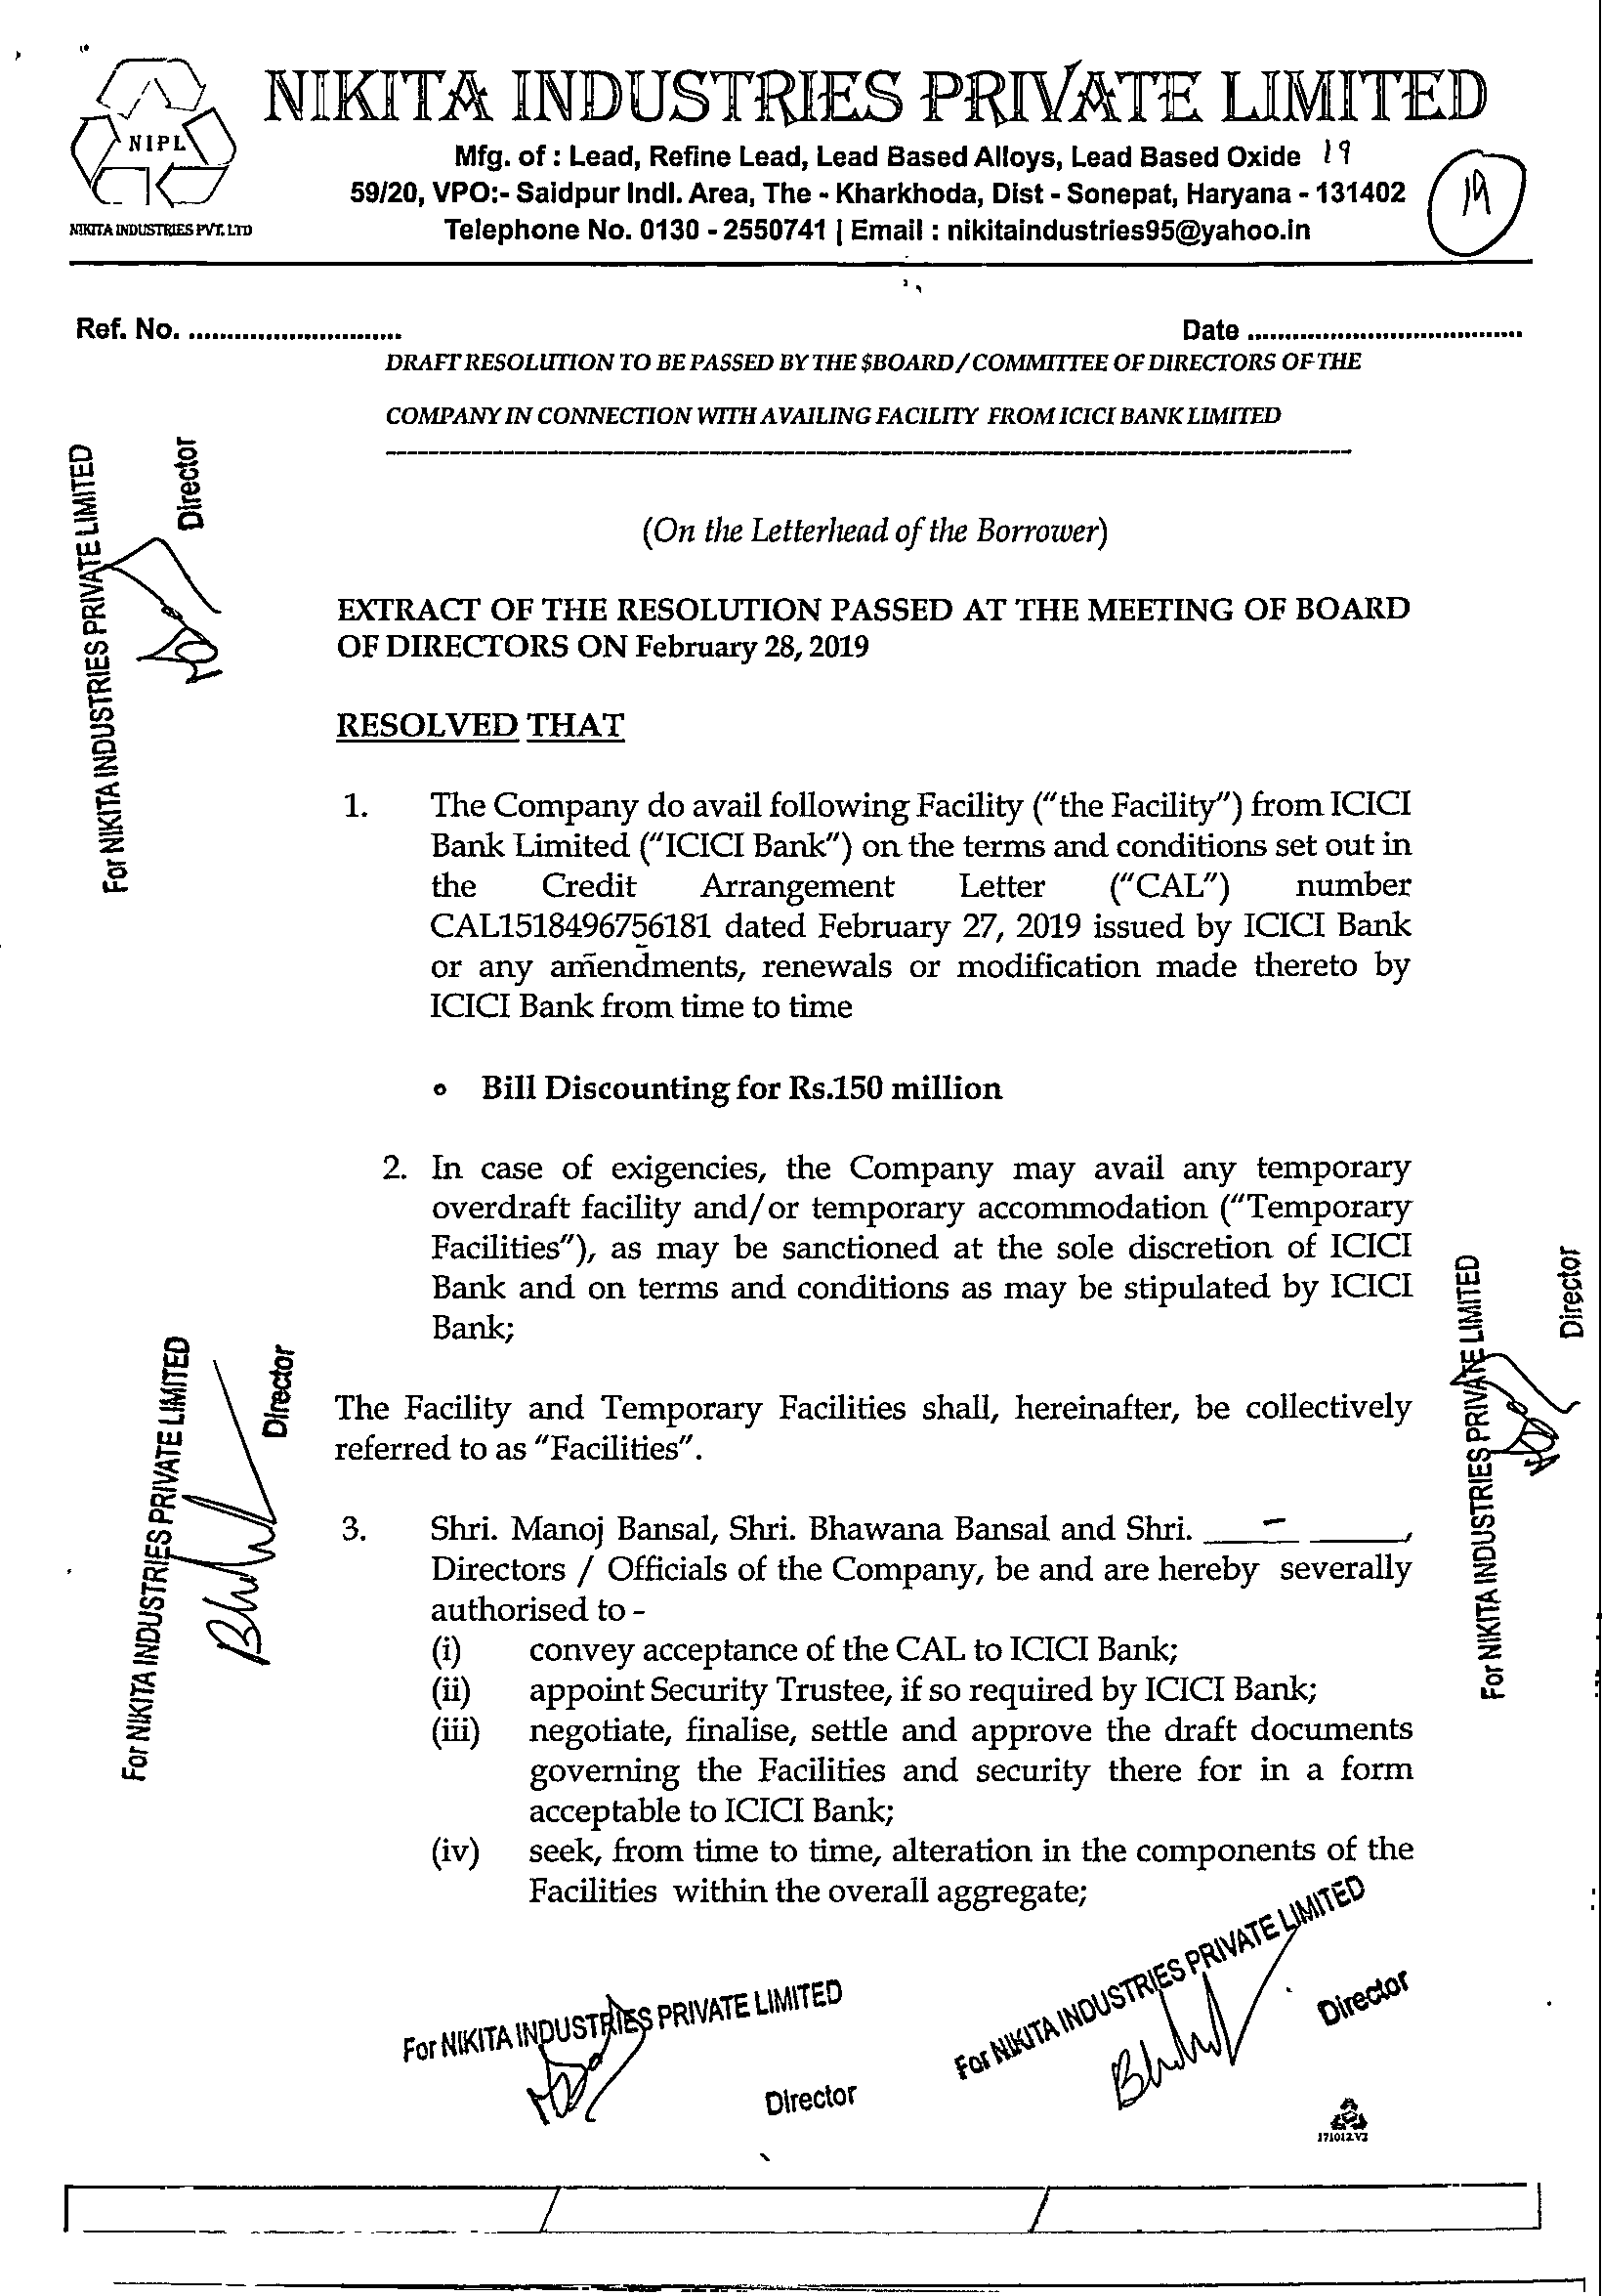 NIPL
NIKITA INDUSTRIES PVT. LTD
NIKITA INDUSTRIES PRIVATE LIMITED
Mfg. of : Lead, Refine Lead, Lead Based Alloys, Lead Based Oxide 19
59/20, VPO:- Saidpur Indl. Area, The - Kharkhoda, Dist - Sonepat, Haryana - 131402
19
Telephone No. 0130 - 2550741 | Email : nikitaindustries95@yahoo.in
Ref. No. ............................ Date ....................................
DRAFT RESOLUTION TO BE PASSED BY THE $BOARD / COMMITTEE OF DIRECTORS OF THE
COMPANY IN CONNECTION WITH AVAILING FACILITY FROM ICICI BANK LIMITED
For NIKITA INDUSTRIES PRIVATE LIMITED
Director
(On the Letterhead of the Borrower)
EXTRACT OF THE RESOLUTION PASSED AT THE MEETING OF BOARD
OF DIRECTORS ON February 28, 2019
RESOLVED THAT
1. The Company do avail following Facility ("the Facility") from ICICI
Bank Limited ("ICICI Bank") on the terms and conditions set out in
the Credit Arrangement Letter ("CAL") number
CAL1518496756181 dated February 27, 2019 issued by ICICI Bank
or any amendments, renewals or modification made thereto by
ICICI Bank from time to time
• Bill Discounting for Rs.150 million
2. In case of exigencies, the Company may avail any temporary
overdraft facility and/or temporary accommodation ("Temporary
Facilities"), as may be sanctioned at the sole discretion of ICICI
Bank and on terms and conditions as may be stipulated by ICICI
Bank;
For NIKITA INDUSTRIES PRIVATE LIMITED
Director
For NIKITA INDUSTRIES PRIVATE LIMITED
Director
The Facility and Temporary Facilities shall, hereinafter, be collectively
referred to as "Facilities".
3. Shri. Manoj Bansal, Shri. Bhawana Bansal and Shri. ____-____,
Directors / Officials of the Company, be and are hereby severally
authorised to -
(i) convey acceptance of the CAL to ICICI Bank;
(ii) appoint Security Trustee, if so required by ICICI Bank;
(iii) negotiate, finalise, settle and approve the draft documents
governing the Facilities and security there for in a form
acceptable to ICICI Bank;
(iv) seek, from time to time, alteration in the components of the
Facilities within the overall aggregate;
For NIKITA INDUSTRIES PRIVATE LIMITED
Director
For NIKITA INDUSTRIES PRIVATE LIMITED
Director
171012.V2